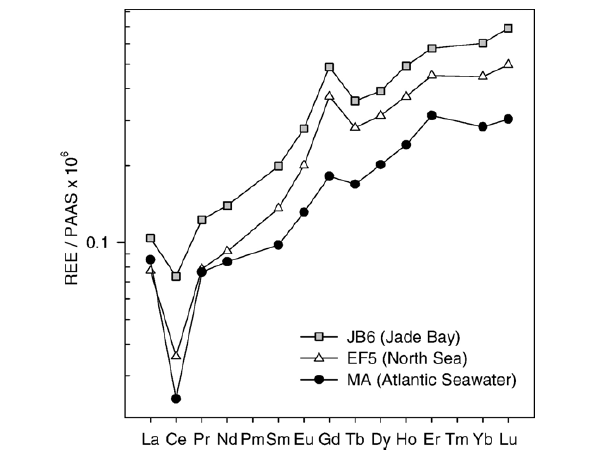 REE / PAAS x 10⁶
0.1
JB6 (Jade Bay)
EF5 (North Sea)
MA (Atlantic Seawater)
La Ce Pr Nd Pm Sm Eu Gd Tb Dy Ho Er Tm Yb Lu